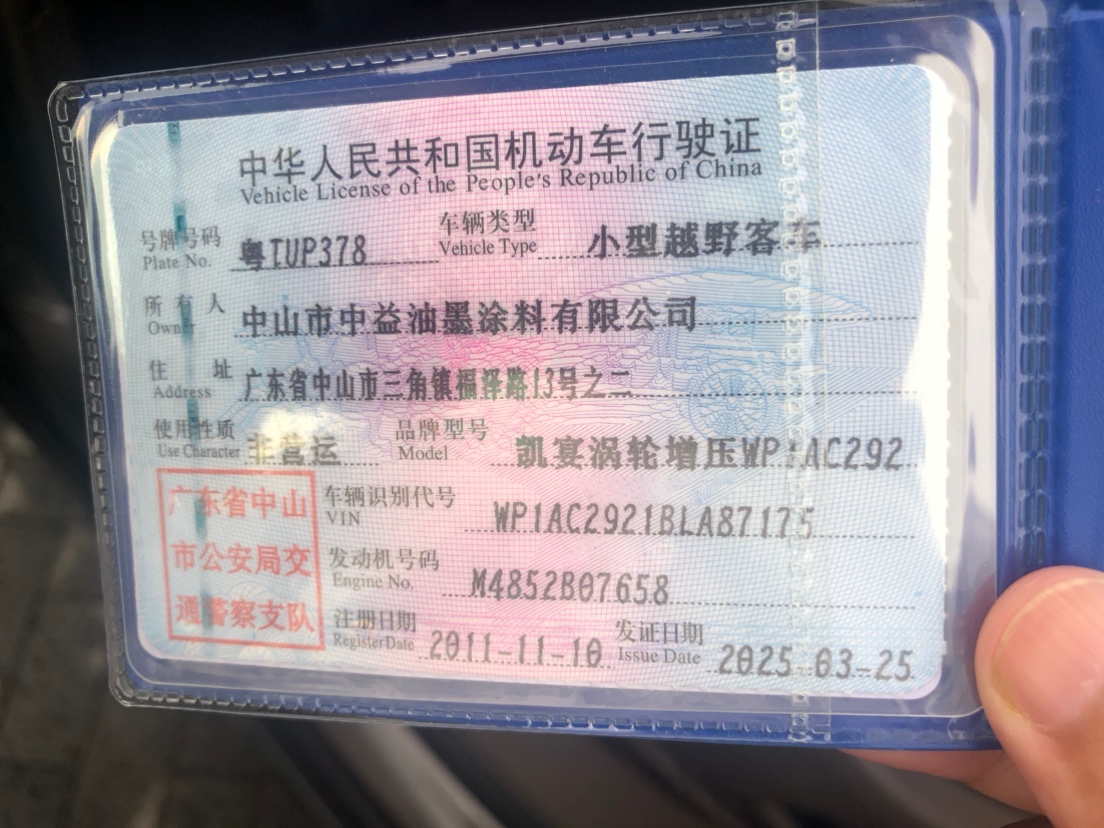 中华人民共和国机动车行驶证
Vehicle License of the People's Republic of China
号牌号码 Plate No. 粤TUP378 车辆类型 Vehicle Type 小型越野客车
所有人 Owner 中山市中益油墨涂料有限公司
住址 Address 广东省中山市三角镇福泽路13号之二
使用性质 Use Character 非营运 品牌型号 Model 凯宴涡轮增压WP1AC292
车辆识别代号 VIN WP1AC2921BLA87175
发动机号码 Engine No. M4852B07658
注册日期 RegisterDate 2011-11-10 发证日期 Issue Date 2025-03-25
广东省中山
市公安局交
通警察支队